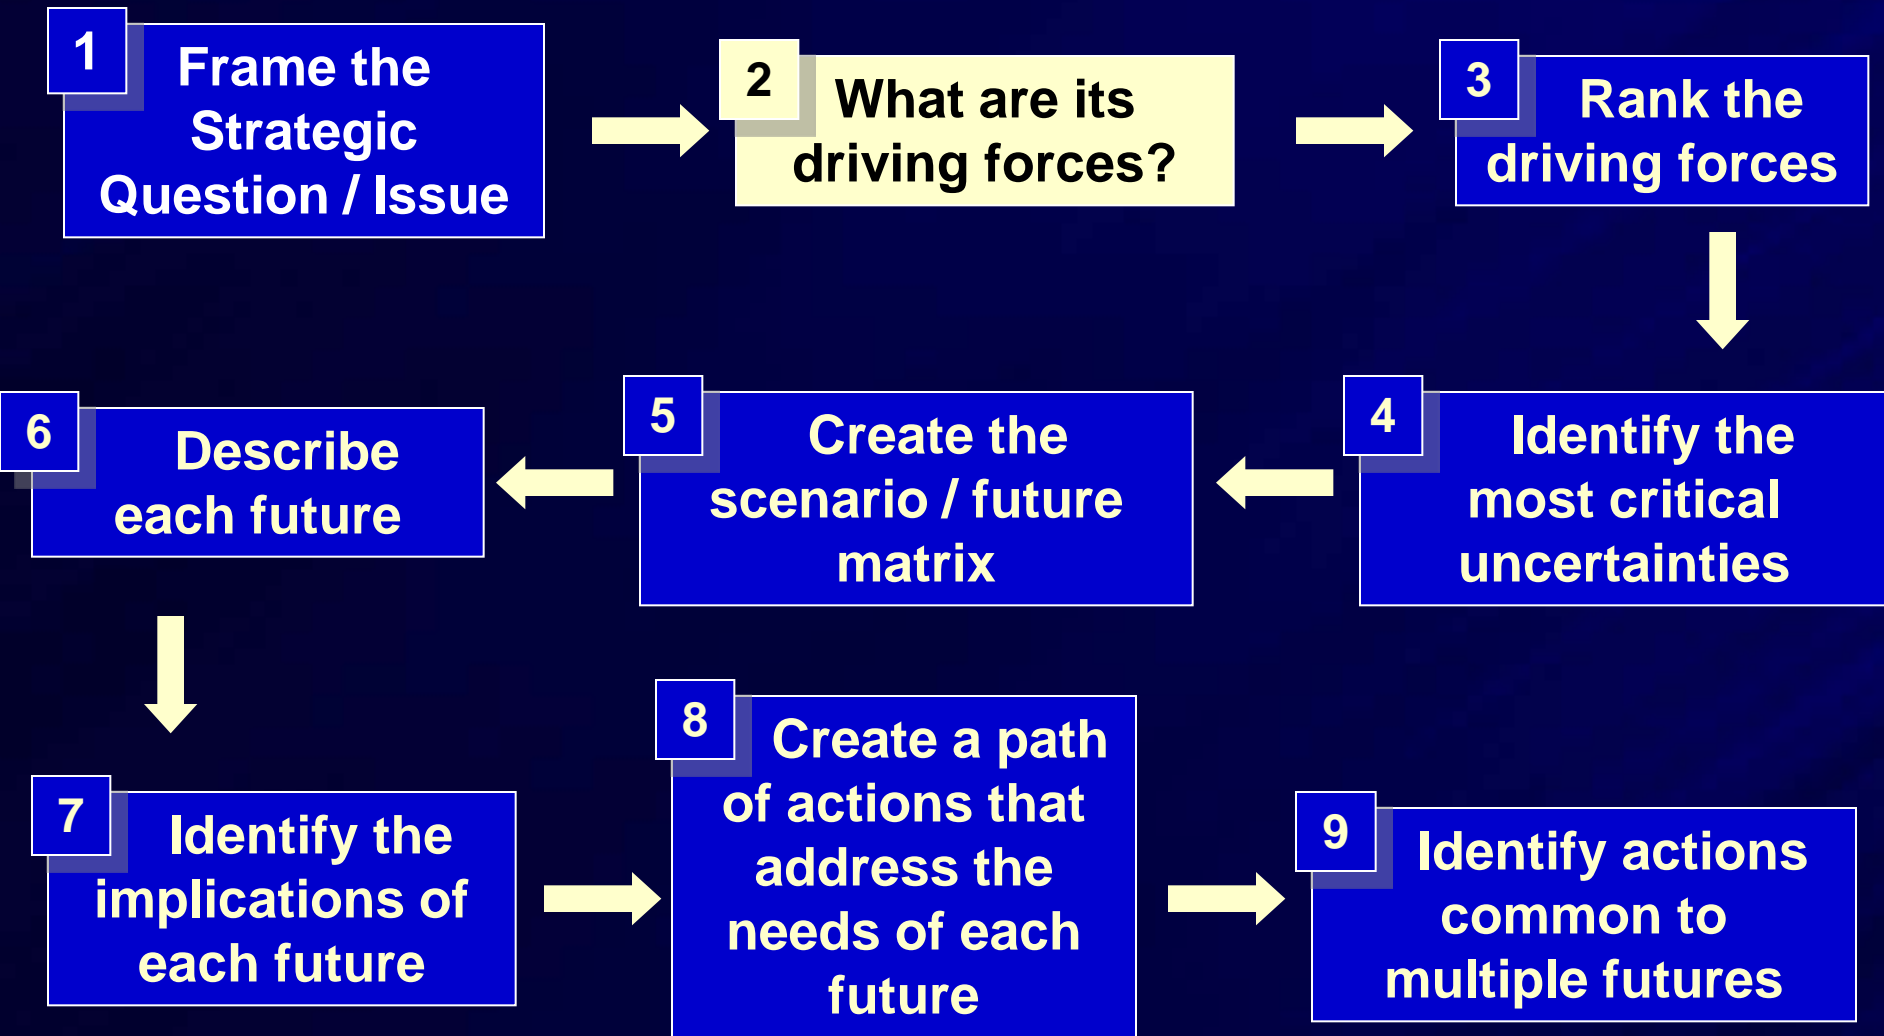 1
Frame the
Strategic
Question / Issue
2
What are its
driving forces?
3
Rank the
driving forces
4
Identify the
most critical
uncertainties
5
Create the
scenario / future
matrix
6
Describe
each future
7
Identify the
implications of
each future
8
Create a path
of actions that
address the
needs of each
future
9
Identify actions
common to
multiple futures